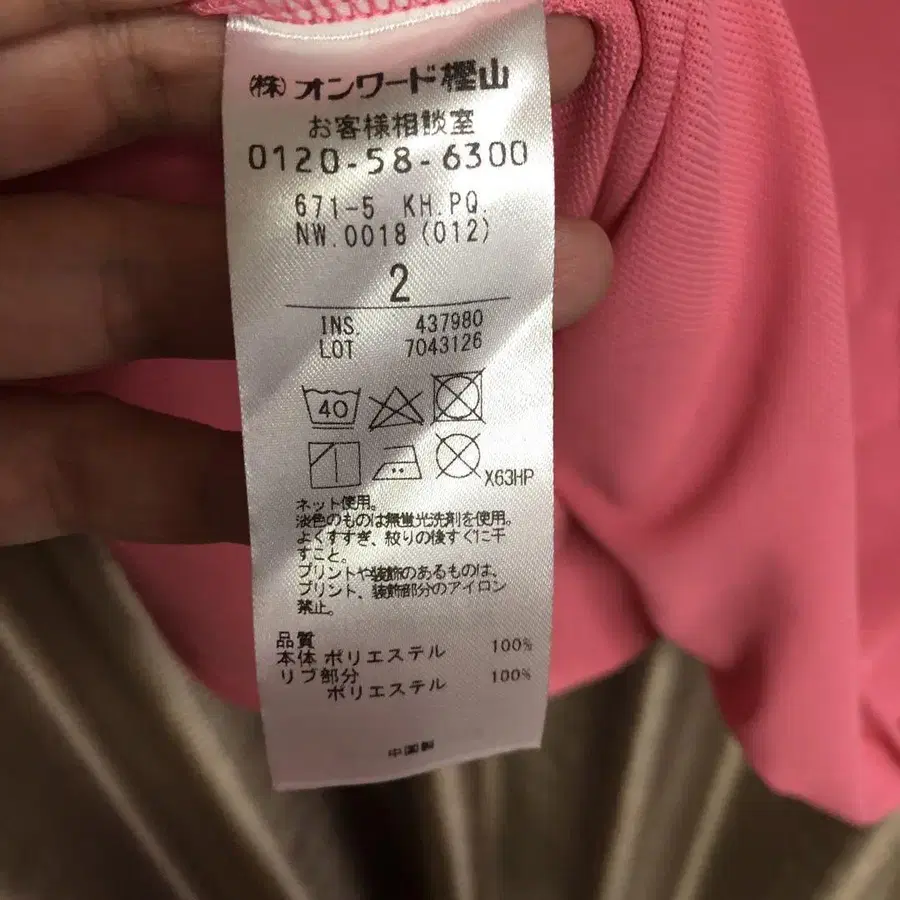 (株)オンワード樫山
お客様相談室
0120-58-6300
671-5 KH.PQ.
NW.0018(012)
2
INS. 437980
LOT 7043126
40
X63HP
ネット使用。
淡色のものは無蛍光洗剤を使用。
よくすすぎ、絞りの後すぐに干
すこと。
プリントや装飾のあるものは、
プリント、装飾部分のアイロン
禁止。
品質
本体 ポリエステル 100%
リブ部分
ポリエステル 100%
中国製